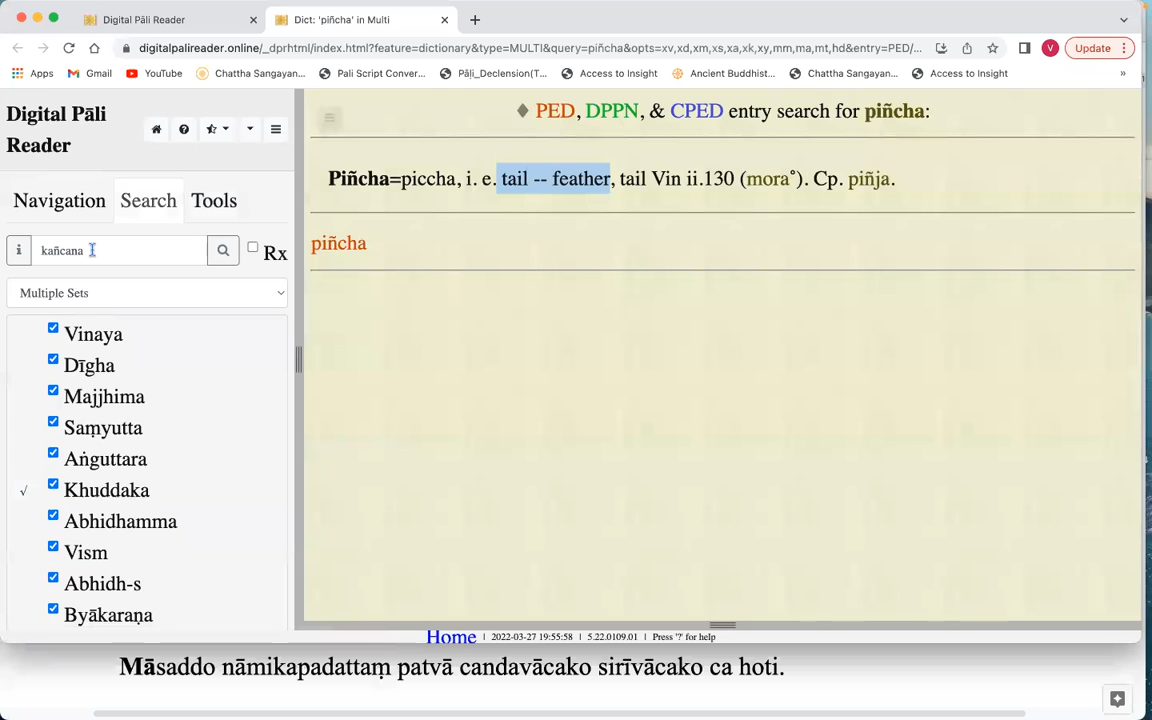 Digital Pāli Reader
Dict: 'piñcha' in Multi
digitalpalireader.online/_dprhtml/index.html?feature=dictionary&type=MULTI&query=piñcha&opts=xv,xd,xm,xs,xa,xk,xy,mm,ma,mt,hd&entry=PED/...
V
Update
Apps
Gmail
YouTube
Chattha Sangayan...
Pali Script Conver...
Pāḷi_Declension(T...
Access to Insight
Ancient Buddhist...
Chattha Sangayan...
Access to Insight
»
Digital Pāli
Reader
Navigation
Search
Tools
kañcana
Rx
Multiple Sets
Vinaya
Dīgha
Majjhima
Saṃyutta
Aṅguttara
√ Khuddaka
Abhidhamma
Vism
Abhidh-s
Byākaraṇa
♦ PED, DPPN, & CPED entry search for piñcha:
Piñcha=piccha, i. e. tail -- feather, tail Vin ii.130 (mora˚). Cp. piñja.
piñcha
Home | 2022-03-27 19:55:58 | 5.22.0109.01 | Press '?' for help
Māsaddo nāmikapadattaṃ patvā candavācako sirīvācako ca hoti.